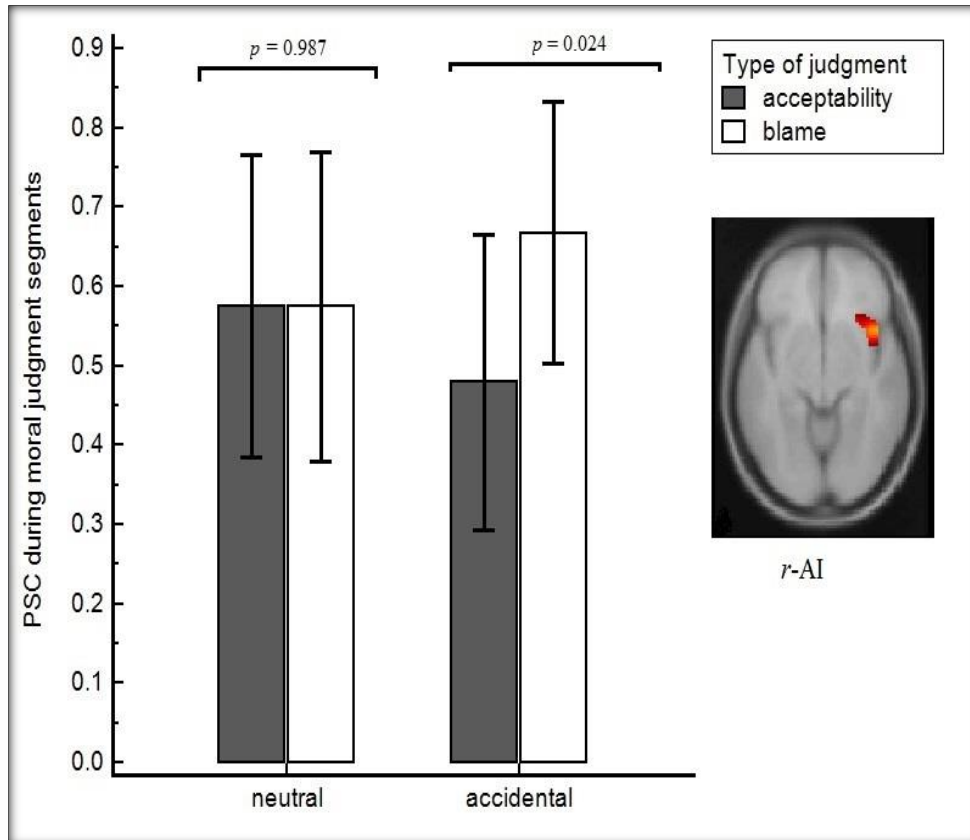 p = 0.987
p = 0.024
Type of judgment
acceptability
blame
PSC during moral judgment segments
0.9
0.8
0.7
0.6
0.5
0.4
0.3
0.2
0.1
0.0
neutral
accidental
r-AI